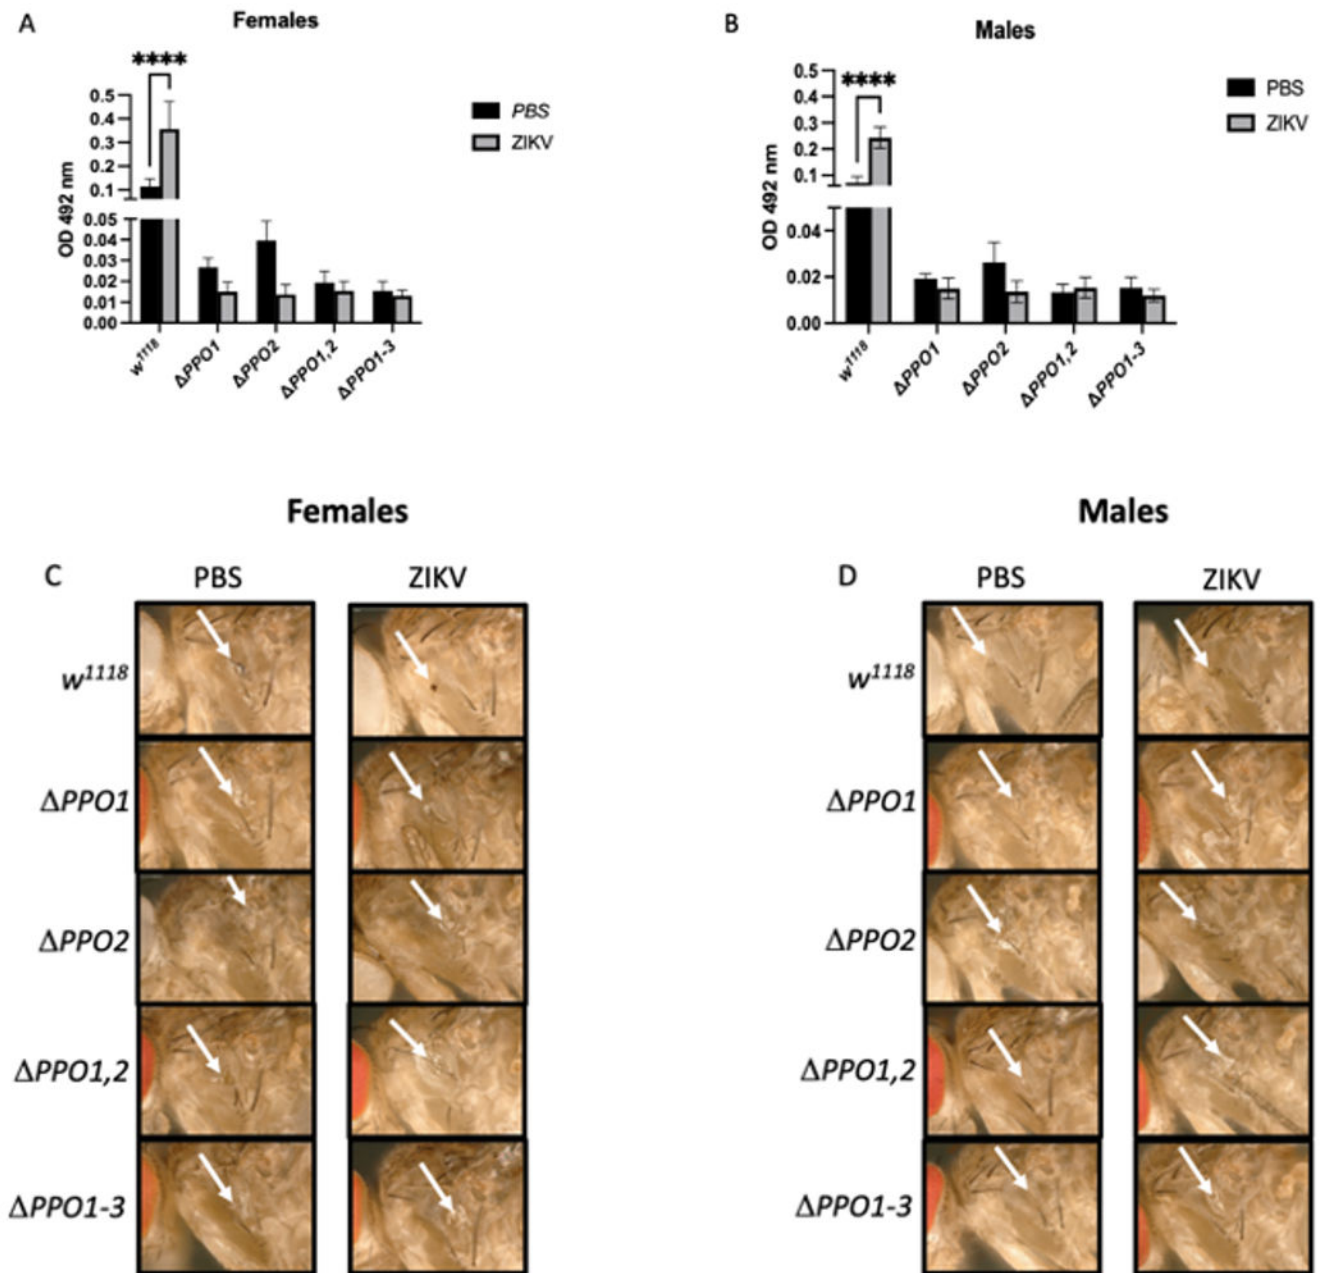 A
Females
****
0.5
0.4
0.3
0.2
0.1
0.05
0.04
0.03
0.02
0.01
0.00
OD 492 nm
w1118
ΔPPO1
ΔPPO2
ΔPPO1,2
ΔPPO1-3
PBS
ZIKV
B
Males
****
0.5
0.4
0.3
0.2
0.1
0.04
0.02
0.00
OD 492 nm
w1118
ΔPPO1
ΔPPO2
ΔPPO1,2
ΔPPO1-3
PBS
ZIKV
Females
C
PBS
ZIKV
w1118
ΔPPO1
ΔPPO2
ΔPPO1,2
ΔPPO1-3
Males
D
PBS
ZIKV
w1118
ΔPPO1
ΔPPO2
ΔPPO1,2
ΔPPO1-3